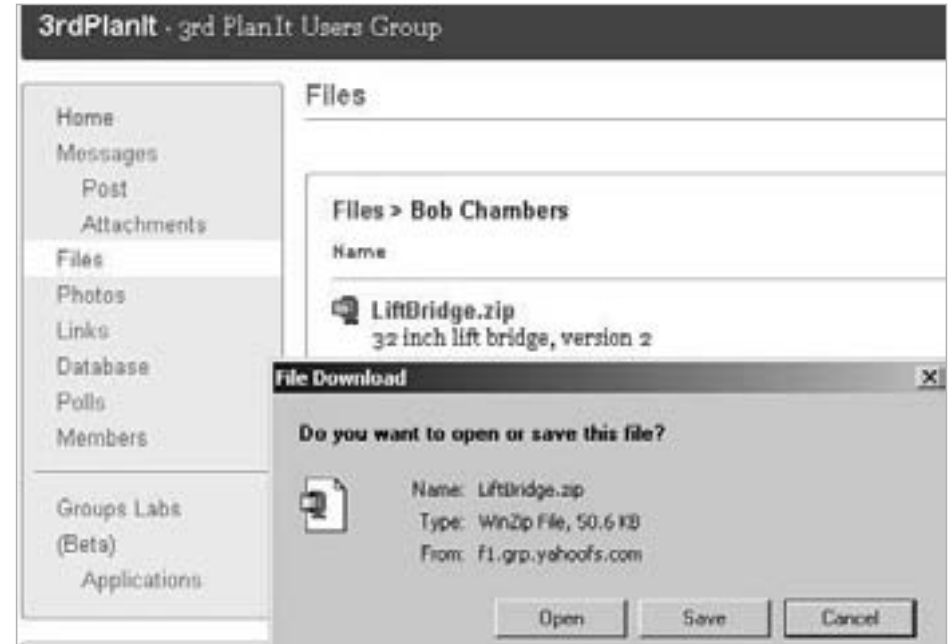 3rdPlanIt · 3rd PlanIt Users Group
Home
Messages
Post
Attachments
Files
Photos
Links
Database
Polls
Members
Groups Labs
(Beta)
Applications
Files
Files > Bob Chambers
Name
LiftBridge.zip
32 inch lift bridge, version 2
File Download
Do you want to open or save this file?
Name: LiftBridge.zip
Type: WinZip File, 50.6 KB
From: f1.grp.yahoofs.com
Open Save Cancel